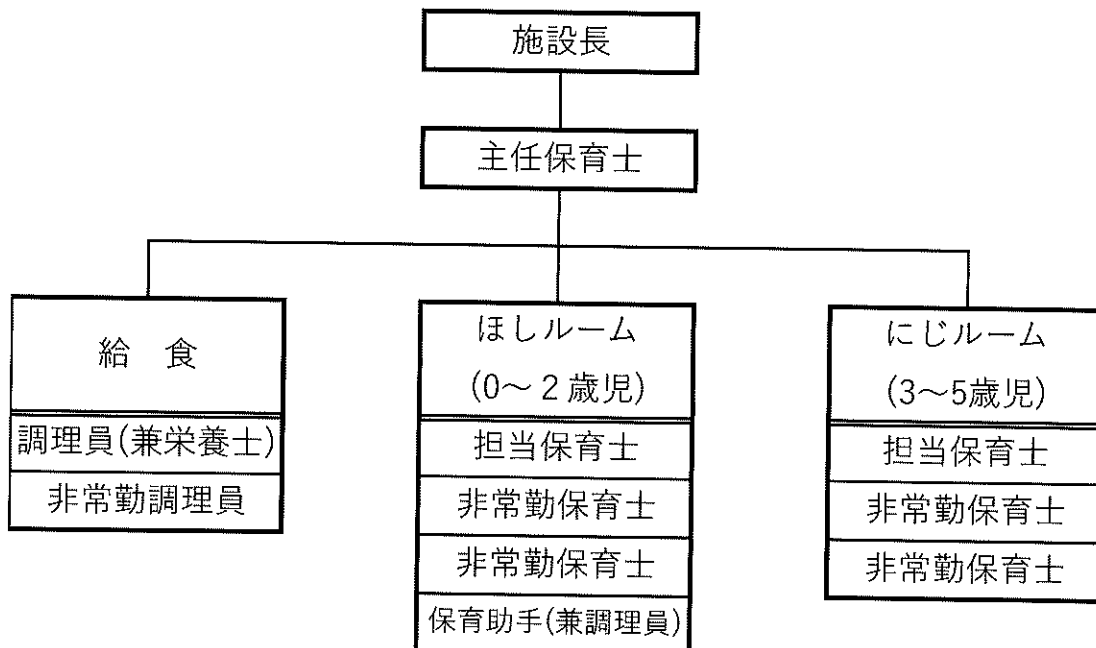 施設長
主任保育士
給　食
調理員(兼栄養士)
非常勤調理員
ほしルーム
(0～２歳児)
担当保育士
非常勤保育士
非常勤保育士
保育助手(兼調理員)
にじルーム
(3～5歳児)
担当保育士
非常勤保育士
非常勤保育士